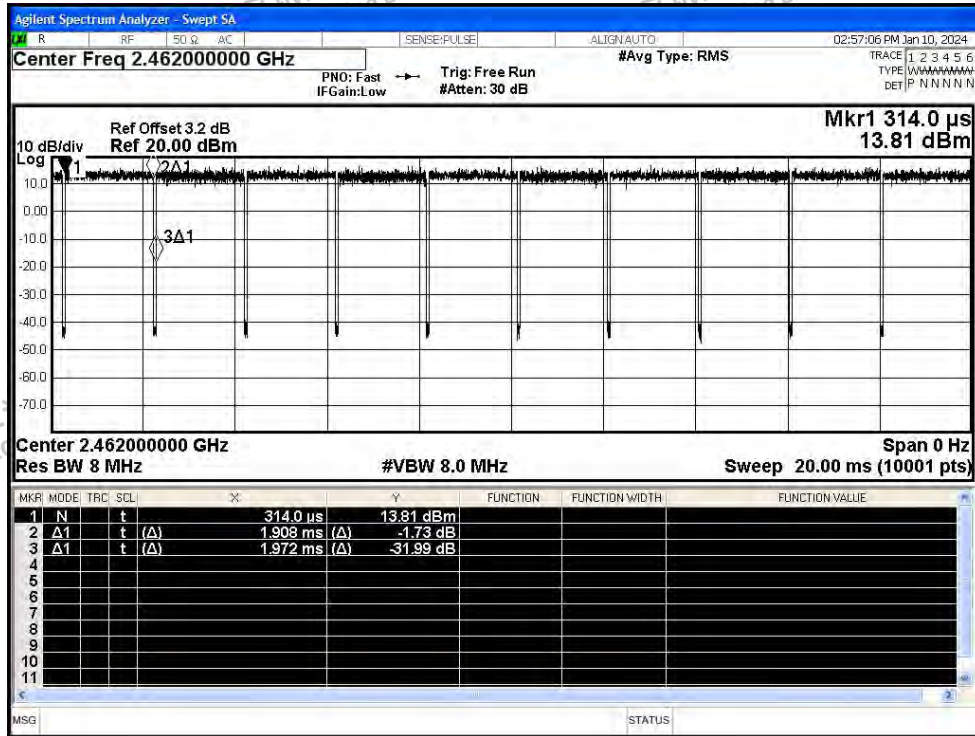 Agilent Spectrum Analyzer - Swept SA
LXI R RF 50 Ω AC SENSE:PULSE ALIGN AUTO 02:57:06 PM Jan 10, 2024
Center Freq 2.462000000 GHz #Avg Type: RMS TRACE 1 2 3 4 5 6
PNO: Fast Trig: Free Run TYPE WWWWWW
IFGain:Low #Atten: 30 dB DET P N N N N N
Mkr1 314.0 µs
Ref Offset 3.2 dB
10 dB/div Ref 20.00 dBm 13.81 dBm
Log
1 2Δ1
10.0
0.00
-10.0 3Δ1
-20.0
-30.0
-40.0
-50.0
-60.0
-70.0
Center 2.462000000 GHz Span 0 Hz
Res BW 8 MHz #VBW 8.0 MHz Sweep 20.00 ms (10001 pts)
MKR MODE TRC SCL X Y FUNCTION FUNCTION WIDTH FUNCTION VALUE
1 N t 314.0 µs 13.81 dBm
2 Δ1 t (Δ) 1.908 ms (Δ) -1.73 dB
3 Δ1 t (Δ) 1.972 ms (Δ) -31.99 dB
4
5
6
7
8
9
10
11
MSG STATUS